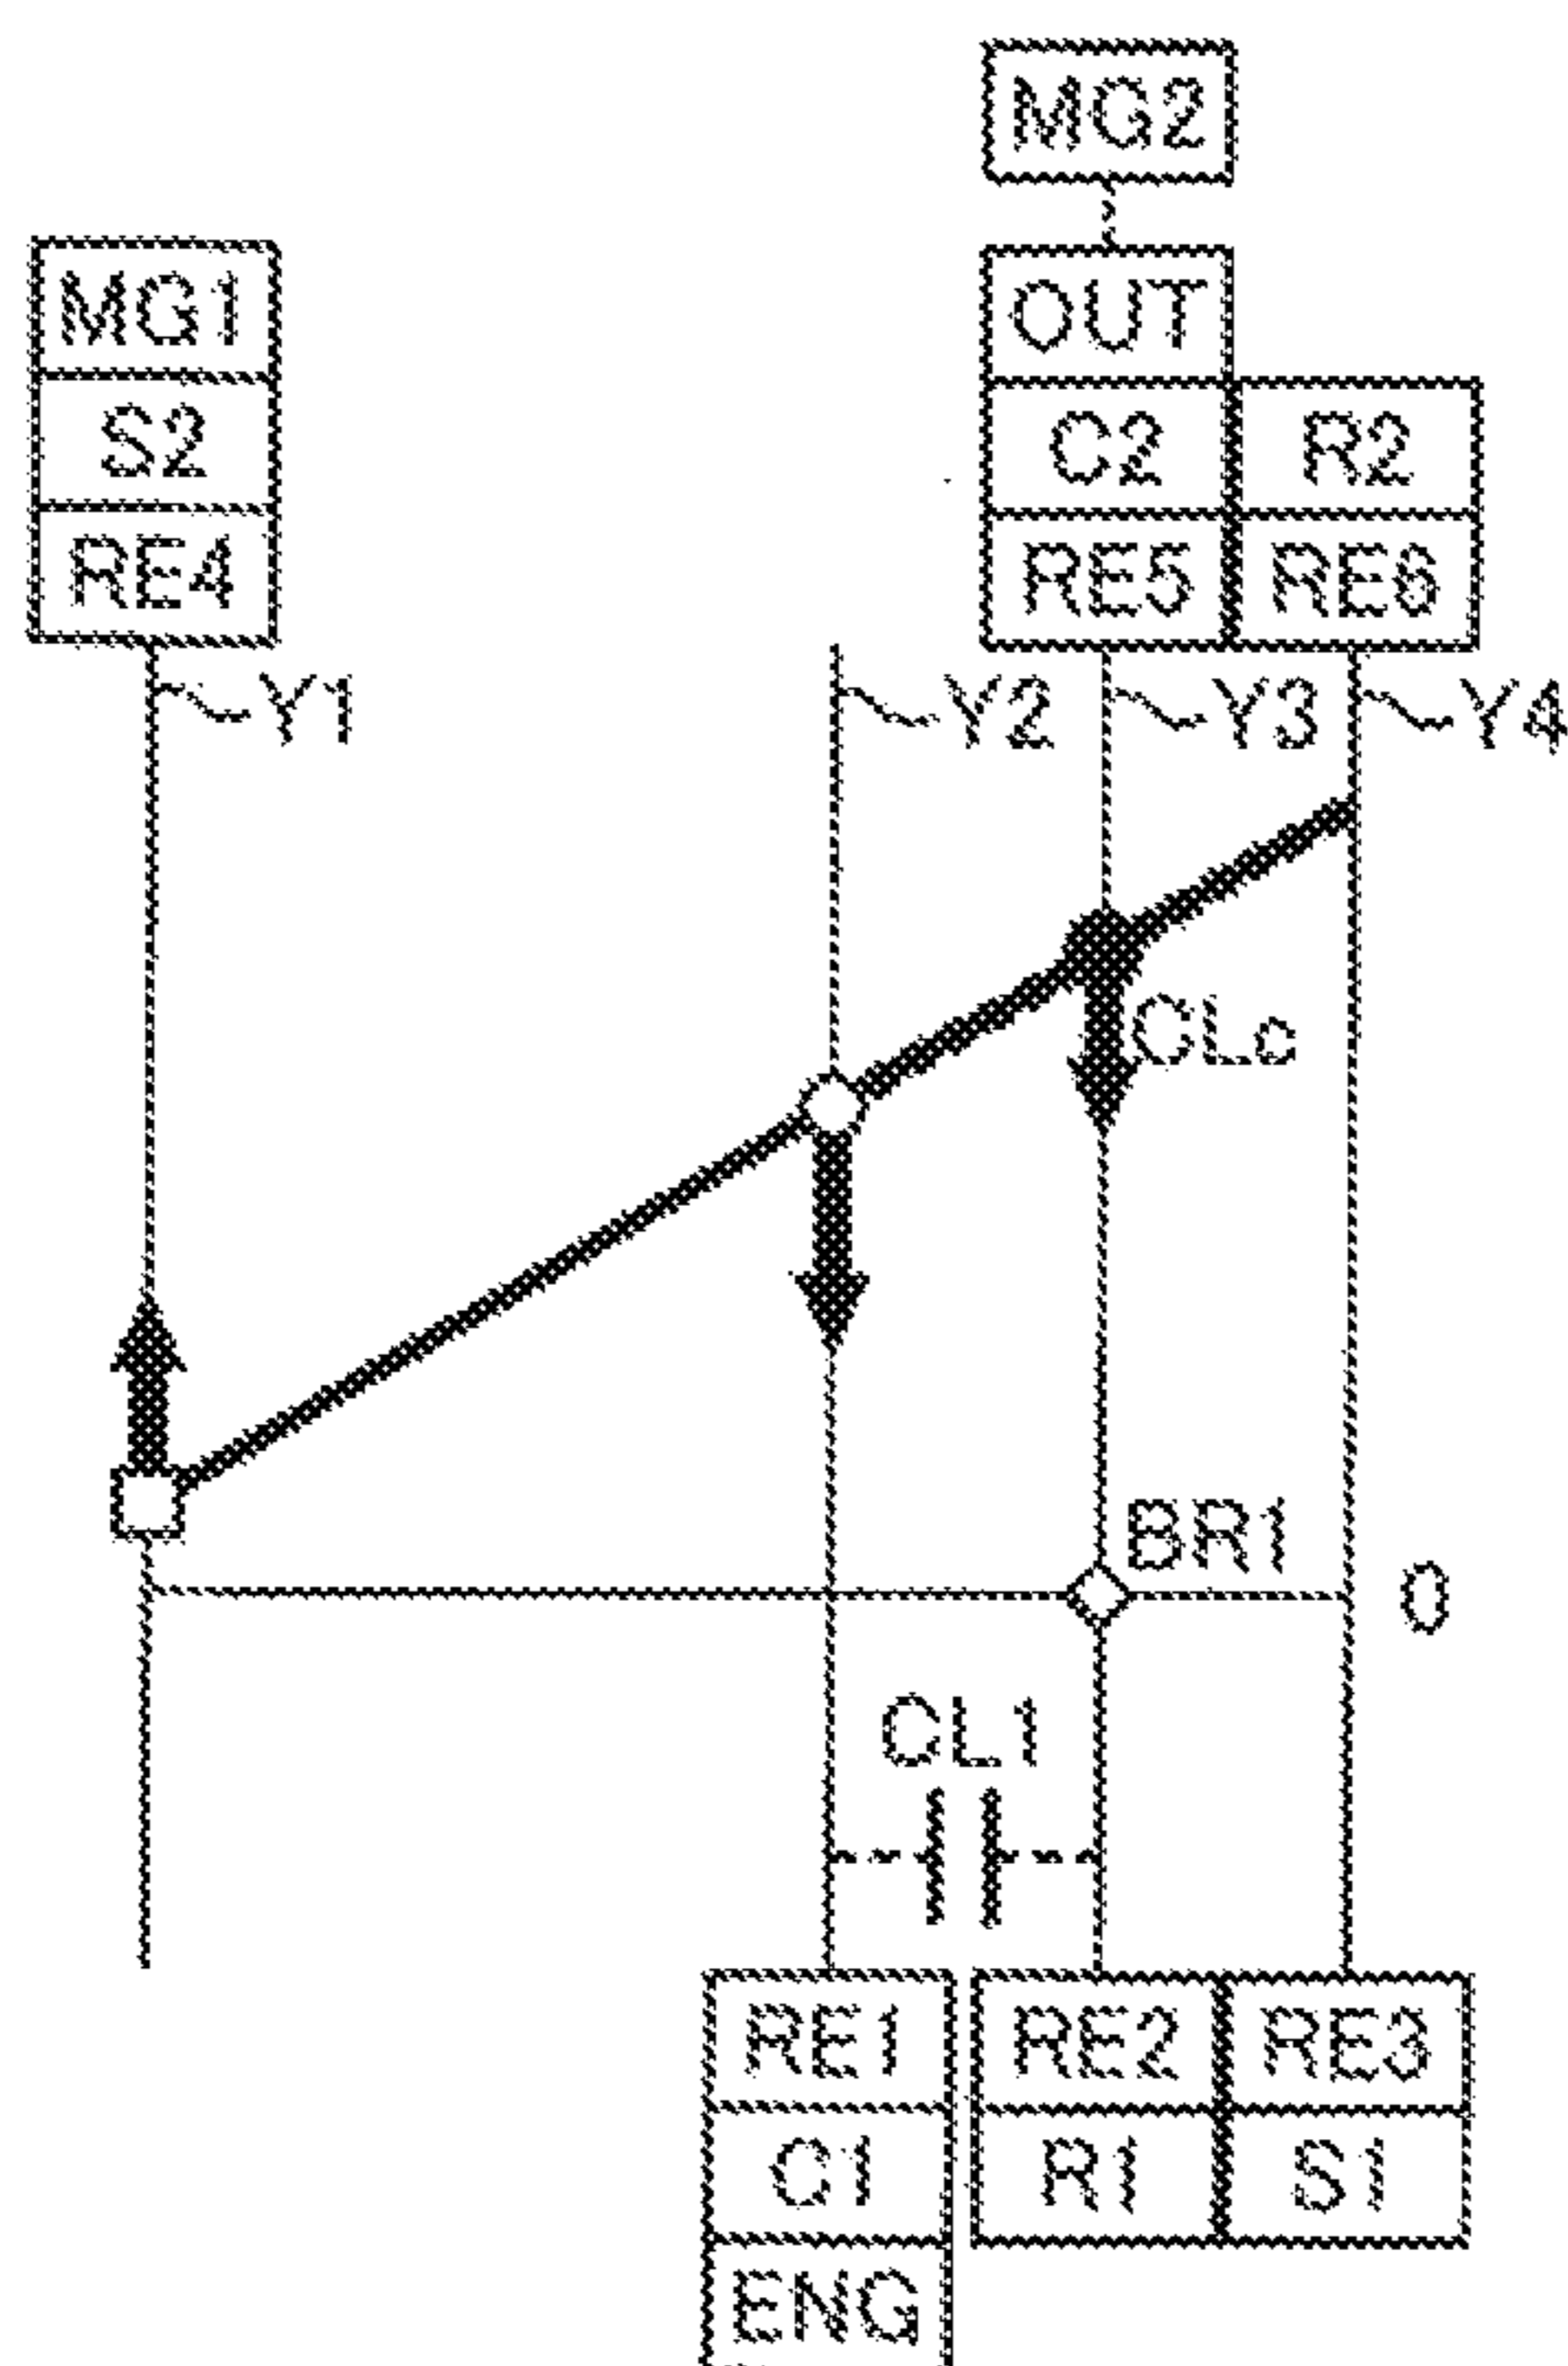 MG2
MG1
OUT
S2
C2
R2
RE4
RE5
RE6
Y1
Y2
Y3
Y4
CLc
BR1
0
CL1
RE1
RE2
RE3
C1
R1
S1
ENG